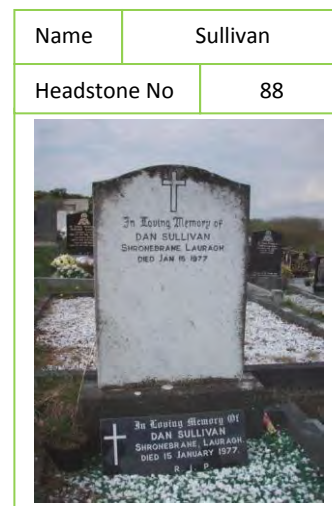 Name Sullivan
Headstone No 88
In Loving Memory of
DAN SULLIVAN
SHRONEBRANE LAURAGH
DIED JAN 15 1977
In Loving Memory Of
DAN SULLIVAN
SHRONEBRANE, LAURAGH
DIED 15 JANUARY 1977.
R. I. P.